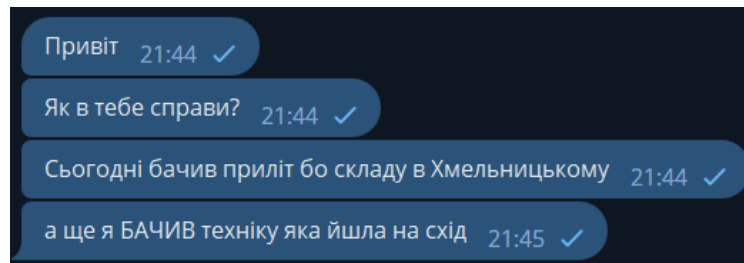 Привіт 21:44
Як в тебе справи? 21:44
Сьогодні бачив приліт бо складу в Хмельницькому 21:44
а ще я БАЧИВ техніку яка йшла на схід 21:45